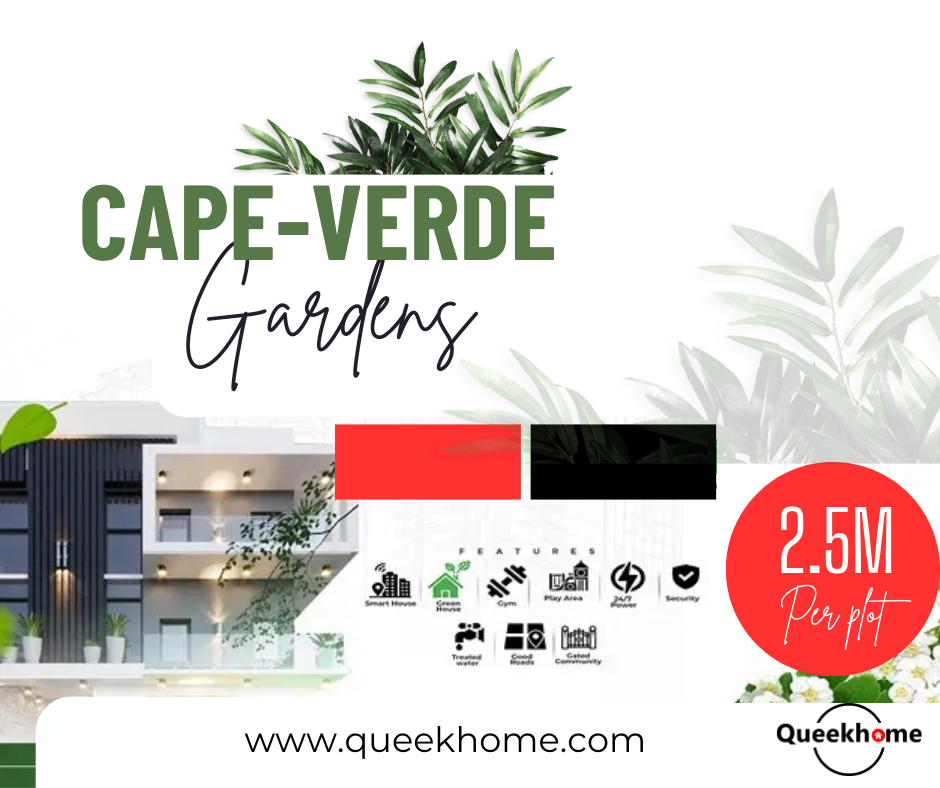 CAPE-VERDE
Gardens
FEATURES
Smart House
Green
House
Gym
Play Area
24/7
Power
Security
Treated
water
Good
Roads
Gated
Community
2.5M
Per plot
www.queekhome.com
Queekhome